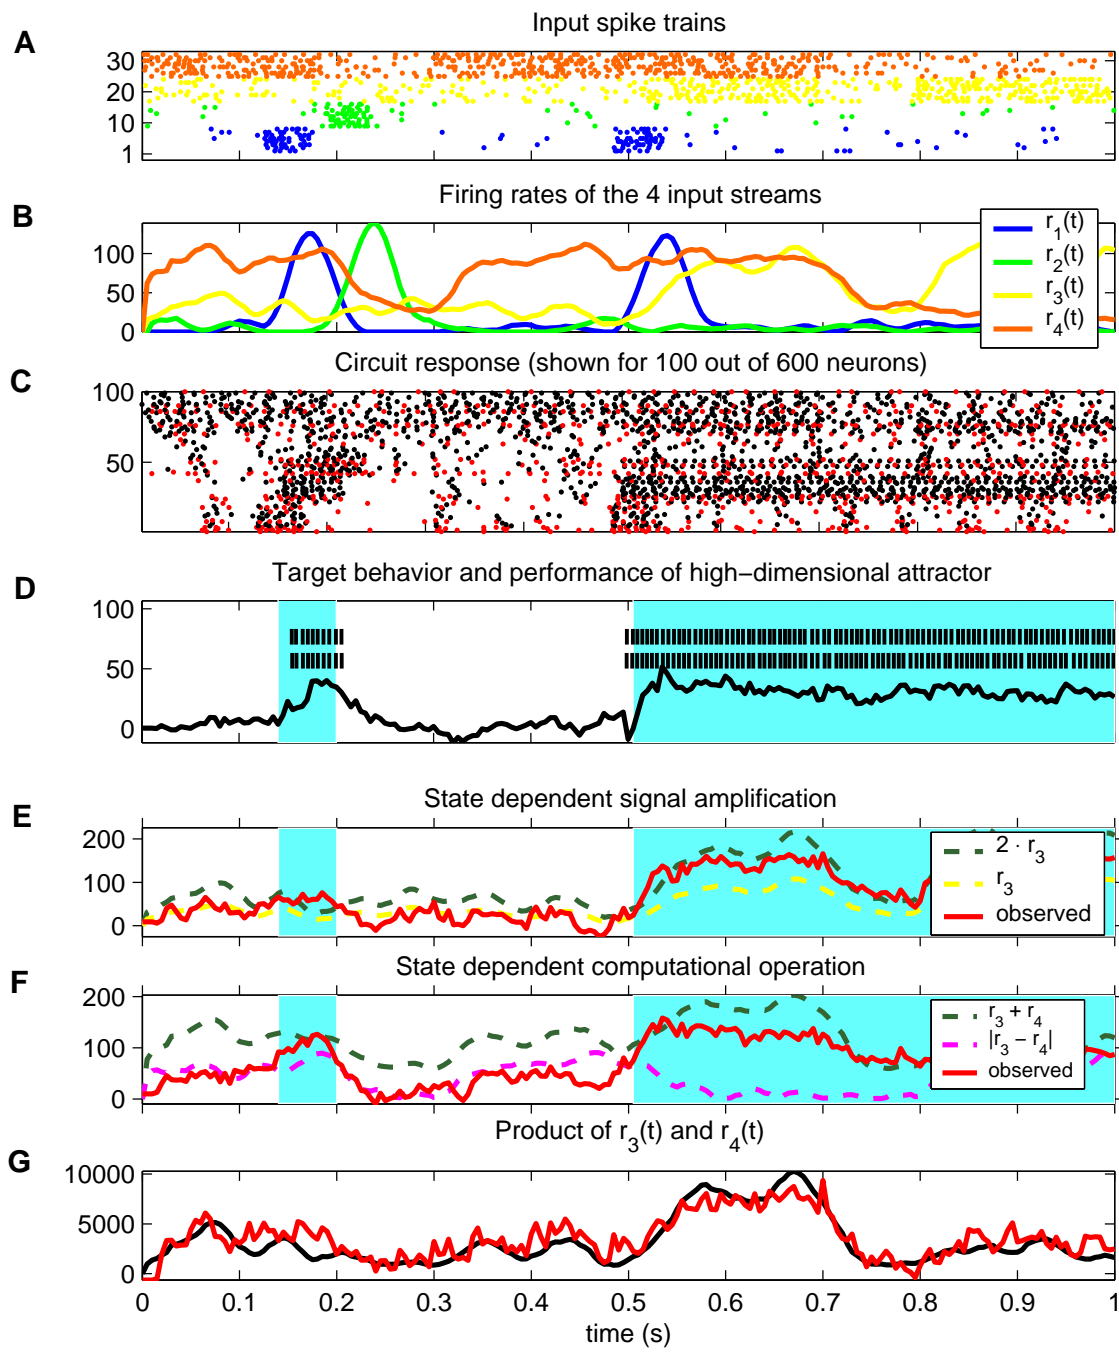 A
Input spike trains
30
20
10
1
B
Firing rates of the 4 input streams
100
50
0
r1(t)
r2(t)
r3(t)
r4(t)
C
Circuit response (shown for 100 out of 600 neurons)
100
50
D
Target behavior and performance of high−dimensional attractor
100
50
0
E
State dependent signal amplification
200
100
0
2 · r3
r3
observed
F
State dependent computational operation
200
100
0
r3 + r4
|r3 − r4|
observed
G
Product of r3(t) and r4(t)
10000
5000
0
0 0.1 0.2 0.3 0.4 0.5 0.6 0.7 0.8 0.9 1
time (s)